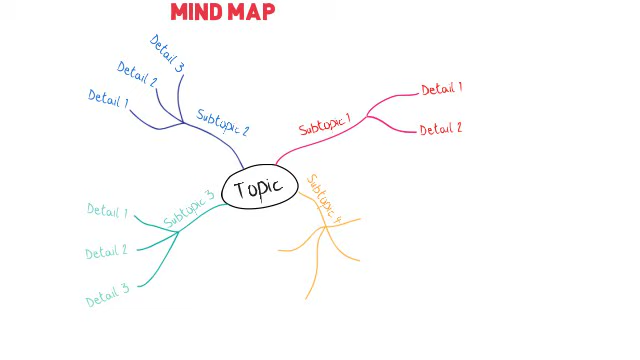 MIND MAP
Detail 3
Detail 2
Detail 1
Subtopic 2
Subtopic 1
Detail 1
Detail 2
Topic
Subtopic 3
Detail 1
Detail 2
Detail 3
Subtopic 4